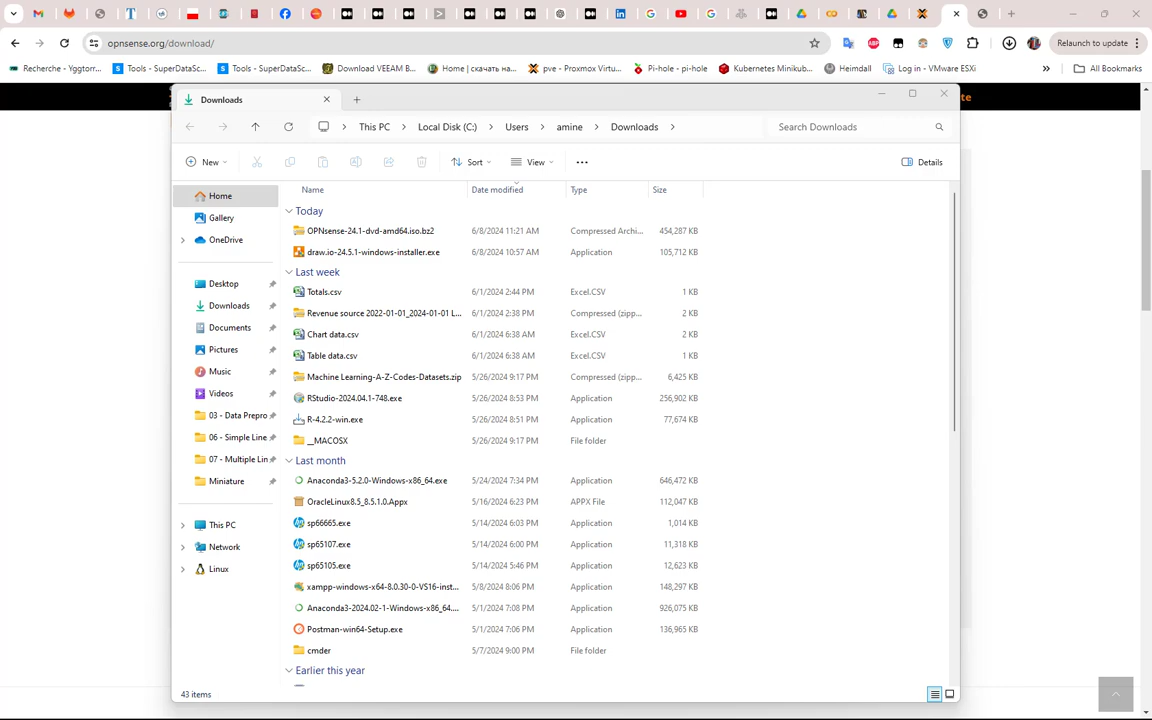 opnsense.org/download/
Relaunch to update
Recherche - Yggtorr...
Tools - SuperDataSc...
Tools - SuperDataSc...
Download VEEAM B...
Home | скачать на...
pve - Proxmox Virtu...
Pi-hole - pi-hole
Kubernetes Minikub...
Heimdall
Log in - VMware ESXi
All Bookmarks
Downloads
This PC
Local Disk (C:)
Users
amine
Downloads
Search Downloads
New
Sort
View
Details
Name Date modified Type Size
Home
Gallery
OneDrive
Desktop
Downloads
Documents
Pictures
Music
Videos
03 - Data Prepro
06 - Simple Line
07 - Multiple Lin
Miniature
This PC
Network
Linux
Today
OPNsense-24.1-dvd-amd64.iso.bz2 6/8/2024 11:21 AM Compressed Archi... 454,287 KB
draw.io-24.5.1-windows-installer.exe 6/8/2024 10:57 AM Application 105,712 KB
Last week
Totals.csv 6/1/2024 2:44 PM Excel.CSV 1 KB
Revenue source 2022-01-01_2024-01-01 L... 6/1/2024 2:38 PM Compressed (zipp... 2 KB
Chart data.csv 6/1/2024 6:38 AM Excel.CSV 2 KB
Table data.csv 6/1/2024 6:38 AM Excel.CSV 1 KB
Machine Learning-A-Z-Codes-Datasets.zip 5/26/2024 9:17 PM Compressed (zipp... 6,425 KB
RStudio-2024.04.1-748.exe 5/26/2024 8:53 PM Application 256,902 KB
R-4.2.2-win.exe 5/26/2024 8:51 PM Application 77,674 KB
__MACOSX 5/26/2024 9:17 PM File folder
Last month
Anaconda3-5.2.0-Windows-x86_64.exe 5/24/2024 7:34 PM Application 646,472 KB
OracleLinux8.5_8.5.1.0.Appx 5/16/2024 6:23 PM APPX File 112,047 KB
sp66665.exe 5/14/2024 6:03 PM Application 1,014 KB
sp65107.exe 5/14/2024 6:00 PM Application 11,318 KB
sp65105.exe 5/14/2024 5:46 PM Application 12,623 KB
xampp-windows-x64-8.0.30-0-VS16-inst... 5/8/2024 8:06 PM Application 148,297 KB
Anaconda3-2024.02-1-Windows-x86_64.... 5/1/2024 7:08 PM Application 926,075 KB
Postman-win64-Setup.exe 5/1/2024 7:06 PM Application 136,965 KB
cmder 5/7/2024 9:00 PM File folder
Earlier this year
43 items